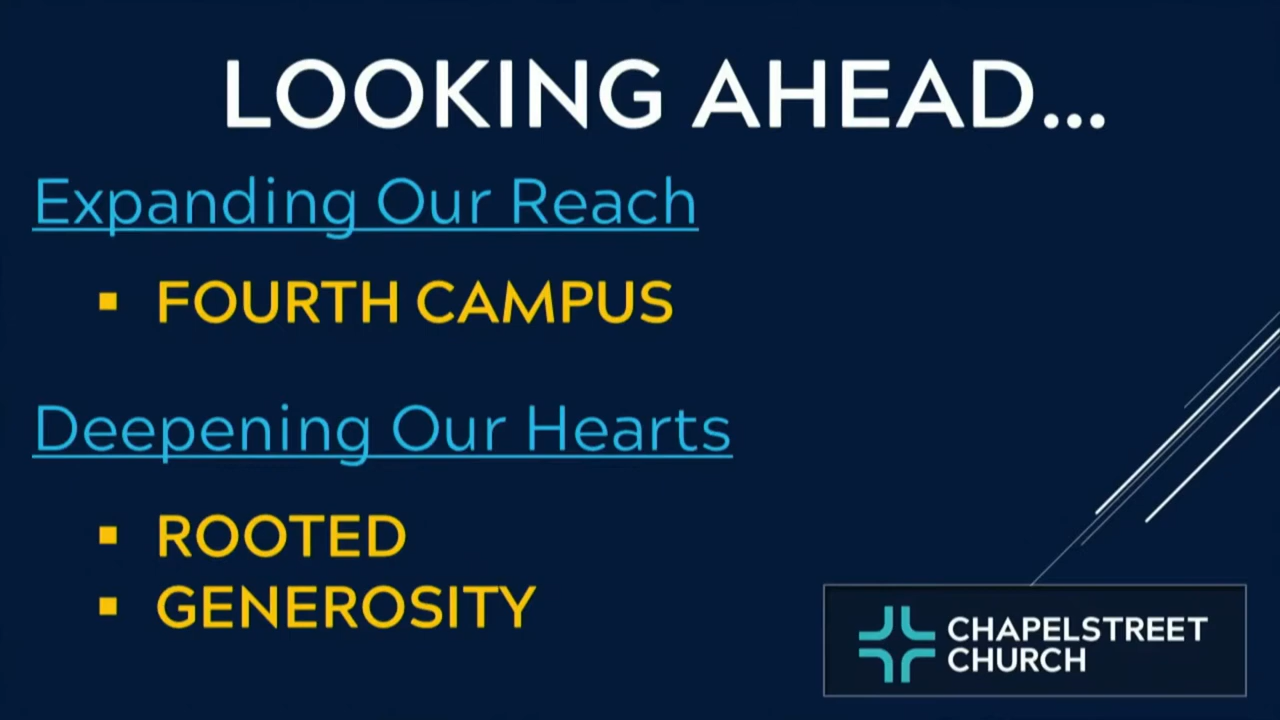 LOOKING AHEAD...
Expanding Our Reach
▪ FOURTH CAMPUS
Deepening Our Hearts
▪ ROOTED
▪ GENEROSITY
CHAPELSTREET
CHURCH